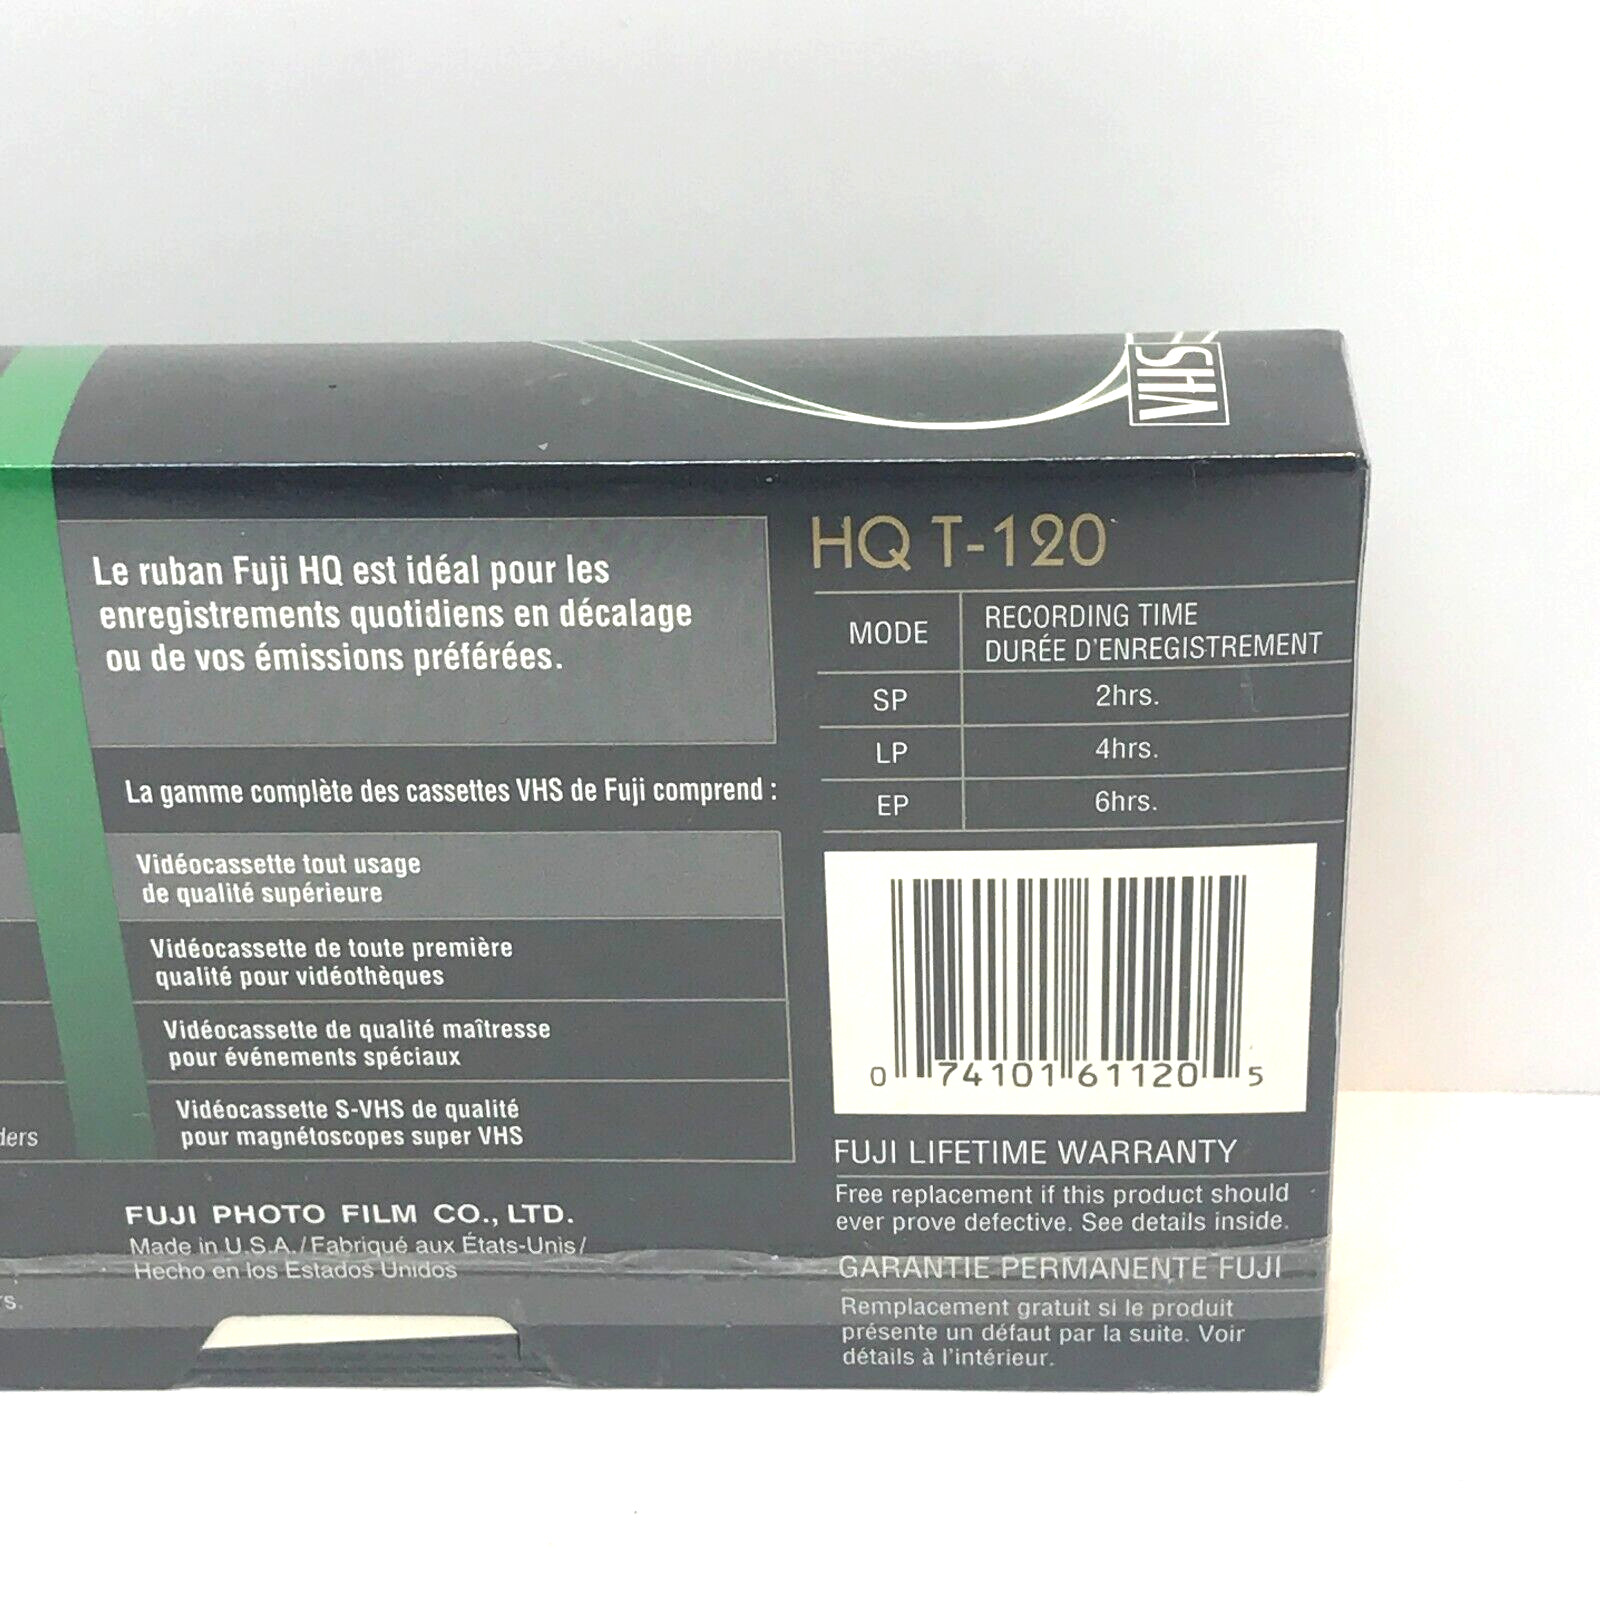 VHS
Le ruban Fuji HQ est idéal pour les
enregistrements quotidiens en décalage
ou de vos émissions préférées.
La gamme complète des cassettes VHS de Fuji comprend :
Vidéocassette tout usage
de qualité supérieure
Vidéocassette de toute première
qualité pour vidéothèques
Vidéocassette de qualité maîtresse
pour événements spéciaux
Vidéocassette S-VHS de qualité
pour magnétoscopes super VHS
FUJI PHOTO FILM CO., LTD.
Made in U.S.A./Fabriqué aux États-Unis/
Hecho en los Estados Unidos
HQ T-120
MODE
RECORDING TIME
DURÉE D'ENREGISTREMENT
SP 2hrs.
LP 4hrs.
EP 6hrs.
0 74101 61120 5
FUJI LIFETIME WARRANTY
Free replacement if this product should
ever prove defective. See details inside.
GARANTIE PERMANENTE FUJI
Remplacement gratuit si le produit
présente un défaut par la suite. Voir
détails à l'intérieur.